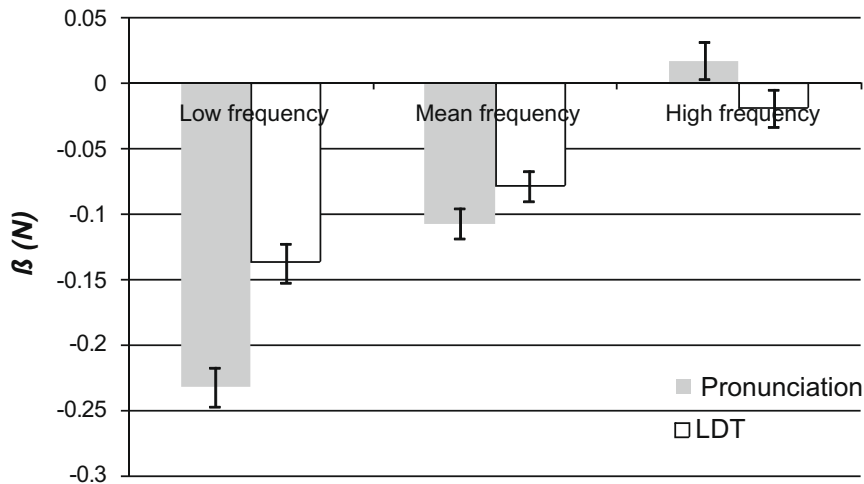 0.05
0
-0.05
-0.1
-0.15
-0.2
-0.25
-0.3
ß (N)
Low frequency
Mean frequency
High frequency
Pronunciation
LDT